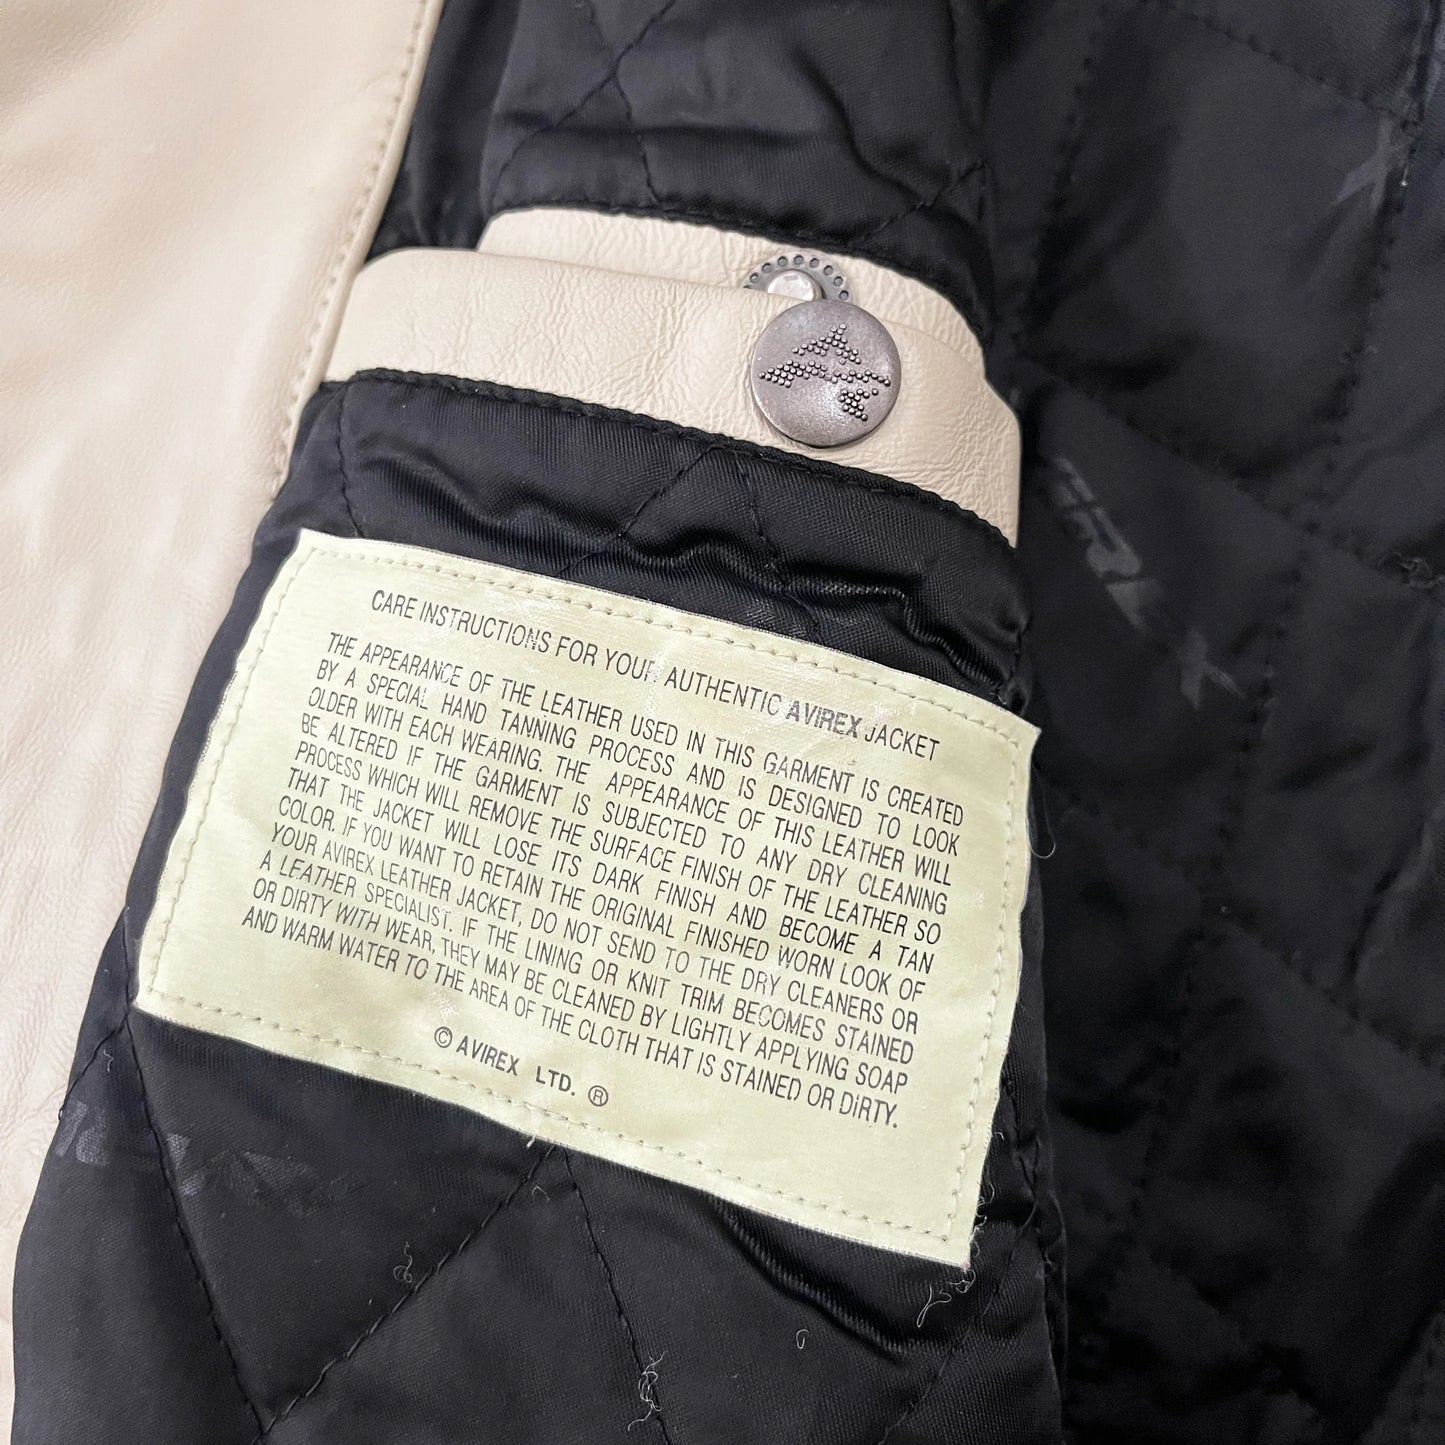 CARE INSTRUCTIONS FOR YOUR AUTHENTIC AVIREX JACKET
THE APPEARANCE OF THE LEATHER USED IN THIS GARMENT IS CREATED
BY A SPECIAL HAND TANNING PROCESS AND IS DESIGNED TO LOOK
OLDER WITH EACH WEARING. THE APPEARANCE OF THIS LEATHER WILL
BE ALTERED IF THE GARMENT IS SUBJECTED TO ANY DRY CLEANING
PROCESS WHICH WILL REMOVE THE SURFACE FINISH OF THE LEATHER SO
THAT THE JACKET WILL LOSE ITS DARK FINISH AND BECOME A TAN
COLOR. IF YOU WANT TO RETAIN THE ORIGINAL FINISHED WORN LOOK OF
YOUR AVIREX LEATHER JACKET, DO NOT SEND TO THE DRY CLEANERS OR
A LEATHER SPECIALIST. IF THE LINING OR KNIT TRIM BECOMES STAINED
OR DIRTY WITH WEAR, THEY MAY BE CLEANED BY LIGHTLY APPLYING SOAP
AND WARM WATER TO THE AREA OF THE CLOTH THAT IS STAINED OR DIRTY.
© AVIREX LTD. ®